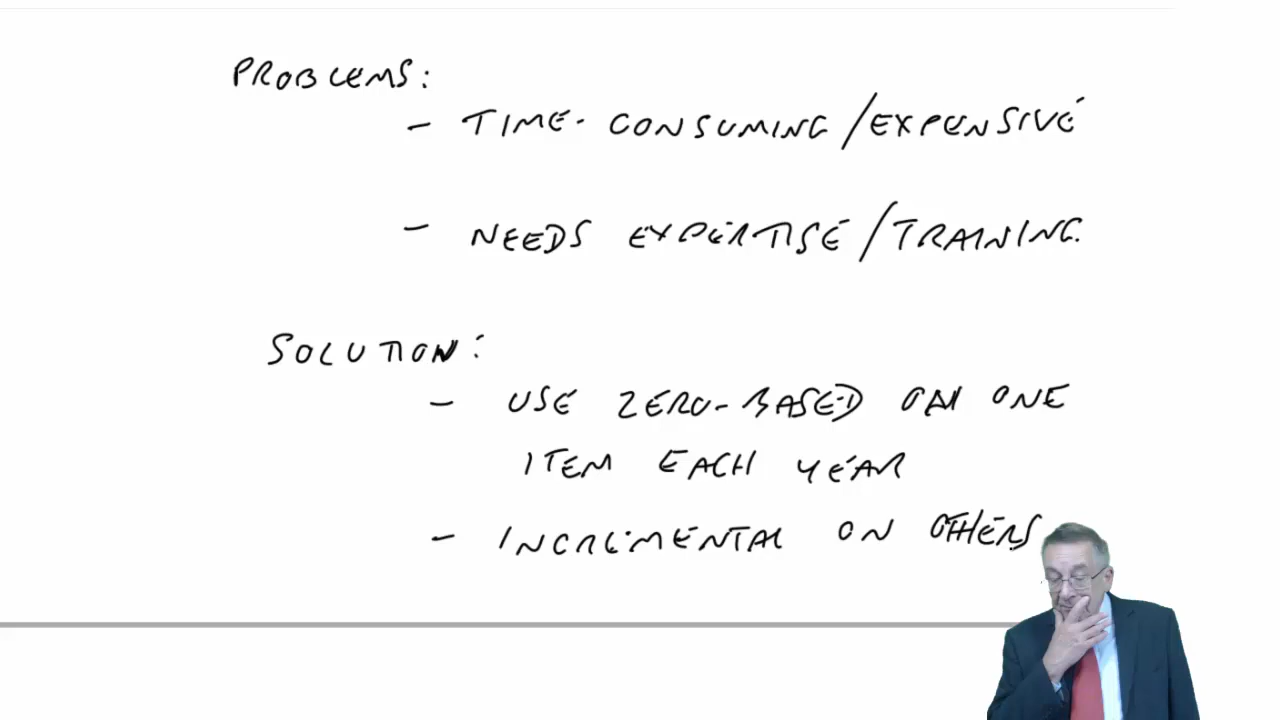 PROBLEMS:
- TIME-CONSUMING/EXPENSIVE
- NEEDS EXPERTISE/TRAINING.
SOLUTION:
- USE ZERO-BASED ON ONE
ITEM EACH YEAR
- INCREMENTAL ON OTHERS